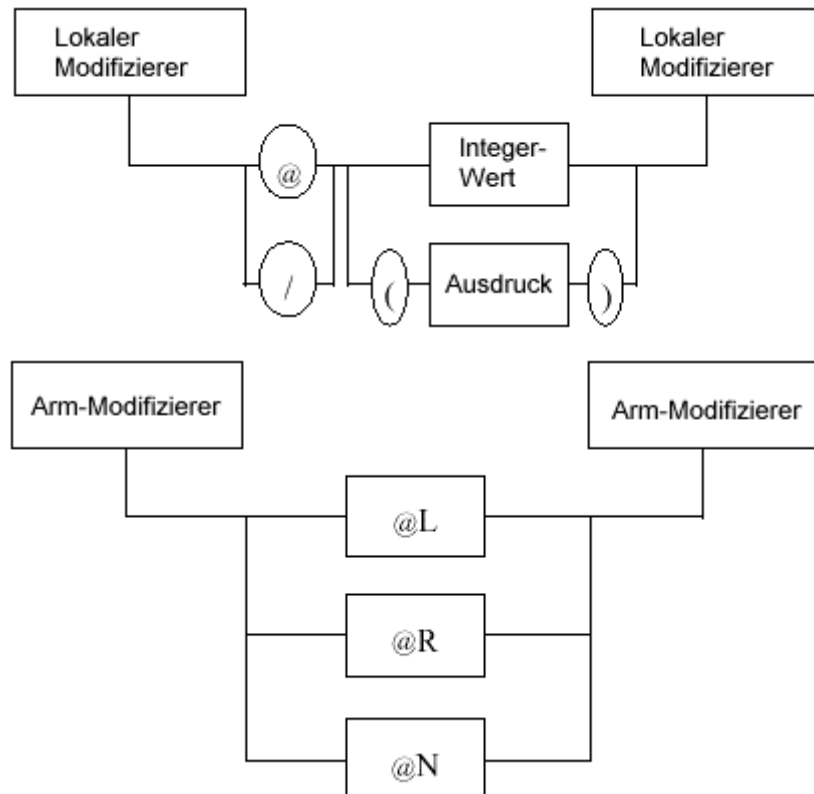 Lokaler
Modifizierer
Lokaler
Modifizierer
@
Integer-
Wert
/
(
Ausdruck
)
Arm-Modifizierer
Arm-Modifizierer
@L
@R
@N